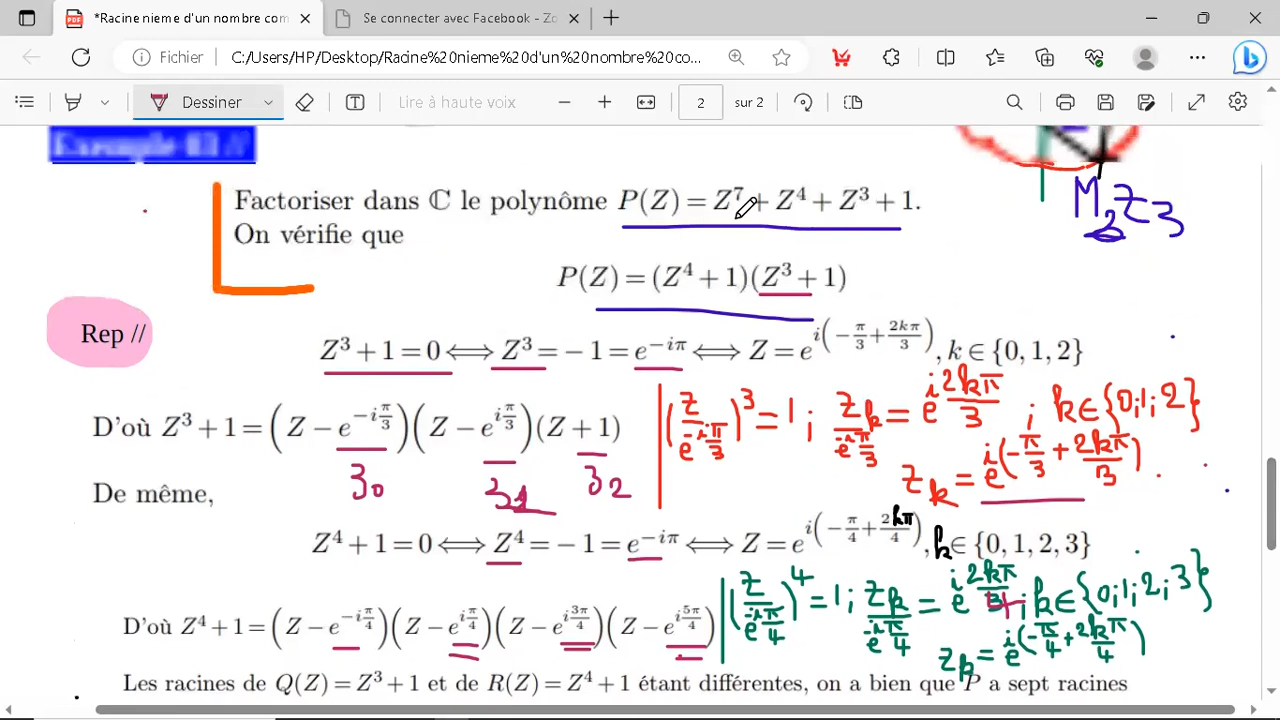 *Racine nieme d'un nombre com
Se connecter avec Facebook - Zo
Fichier
C:/Users/HP/Desktop/Racine%20nieme%20d'un%20nombre%20co...
Dessiner
Lire à haute voix
2
sur 2
Exemple 03 //
Factoriser dans ℂ le polynôme P(Z) = Z⁷ + Z⁴ + Z³ + 1.
M₂ Z3
On vérifie que
P(Z) = (Z⁴ + 1)(Z³ + 1)
Rep //
Z³ + 1 = 0 ⟺ Z³ = −1 = e^{−iπ} ⟺ Z = e^{i(−π/3 + 2kπ/3)}, k ∈ {0, 1, 2}
(z/e^{-iπ/3})³ = 1 ; z_k/e^{-iπ/3} = e^{i2kπ/3} ; k ∈ {0;1;2}
D'où Z³ + 1 = (Z − e^{−iπ/3})(Z − e^{iπ/3})(Z + 1)
z_k = e^{i(-π/3 + 2kπ/3)}
3₀ 3₁ 3₂
De même,
Z⁴ + 1 = 0 ⟺ Z⁴ = −1 = e^{−iπ} ⟺ Z = e^{i(−π/4 + 2kπ/4)}, k ∈ {0, 1, 2, 3}
(z/e^{-iπ/4})⁴ = 1 ; z_k/e^{-iπ/4} = e^{i2kπ/4} ; k ∈ {0;1;2;3}
D'où Z⁴ + 1 = (Z − e^{−iπ/4})(Z − e^{iπ/4})(Z − e^{i3π/4})(Z − e^{i5π/4})
z_k = e^{i(-π/4 + 2kπ/4)}
Les racines de Q(Z) = Z³ + 1 et de R(Z) = Z⁴ + 1 étant différentes, on a bien que P a sept racines